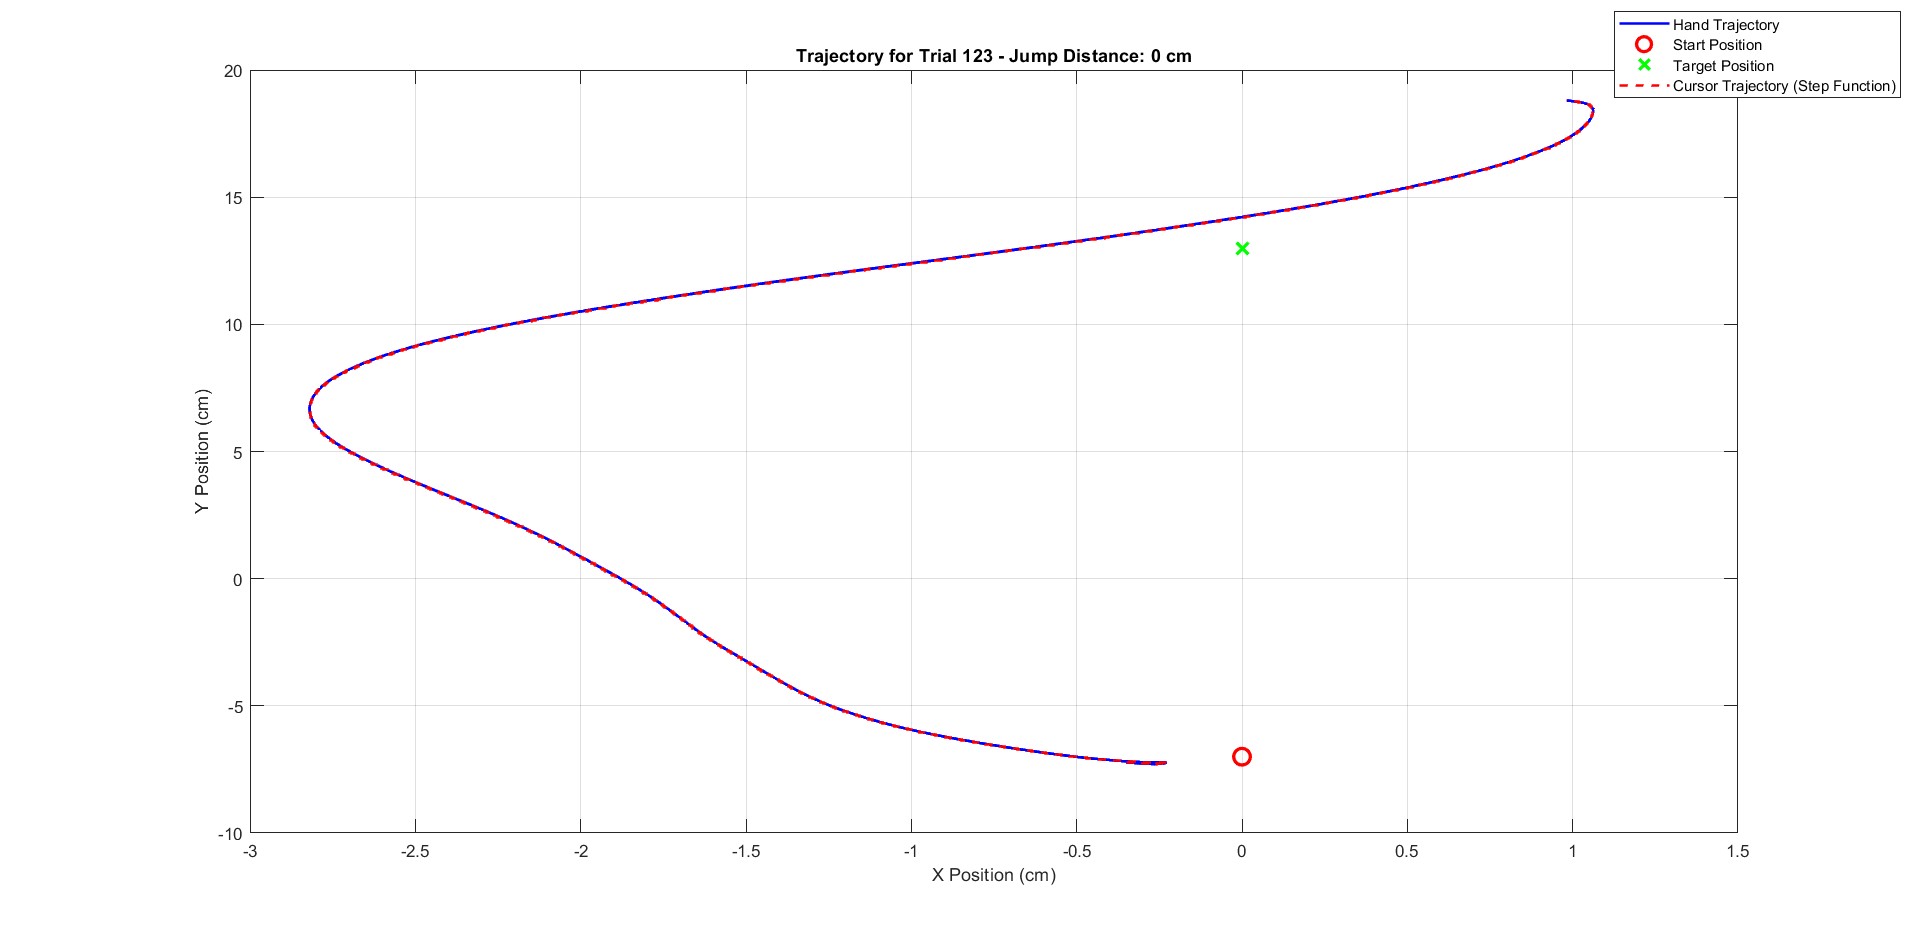 Trajectory for Trial 123 - Jump Distance: 0 cm
Hand Trajectory
Start Position
Target Position
Cursor Trajectory (Step Function)
20
15
10
5
0
-5
-10
Y Position (cm)
-3 -2.5 -2 -1.5 -1 -0.5 0 0.5 1 1.5
X Position (cm)